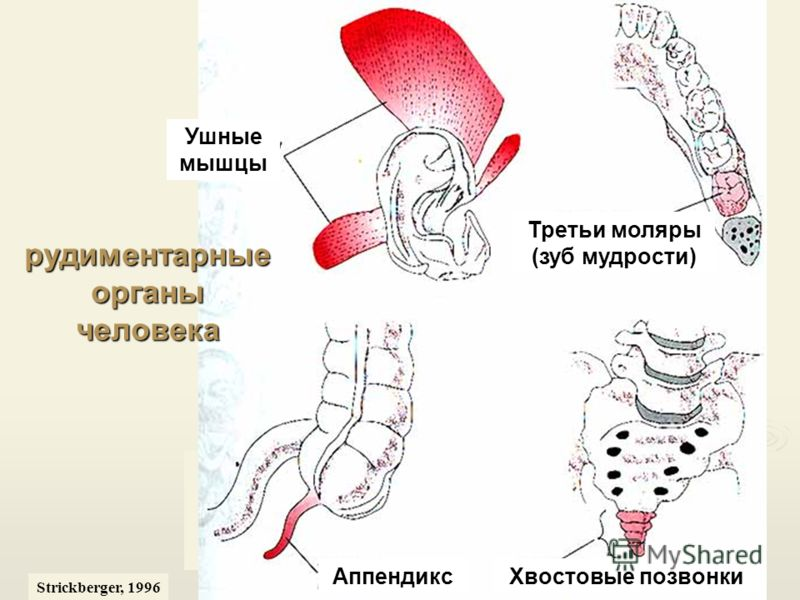 Ушные
мышцы
Третьи моляры
(зуб мудрости)
рудиментарные
органы
человека
Аппендикс
Хвостовые позвонки
MyShared
Strickberger, 1996